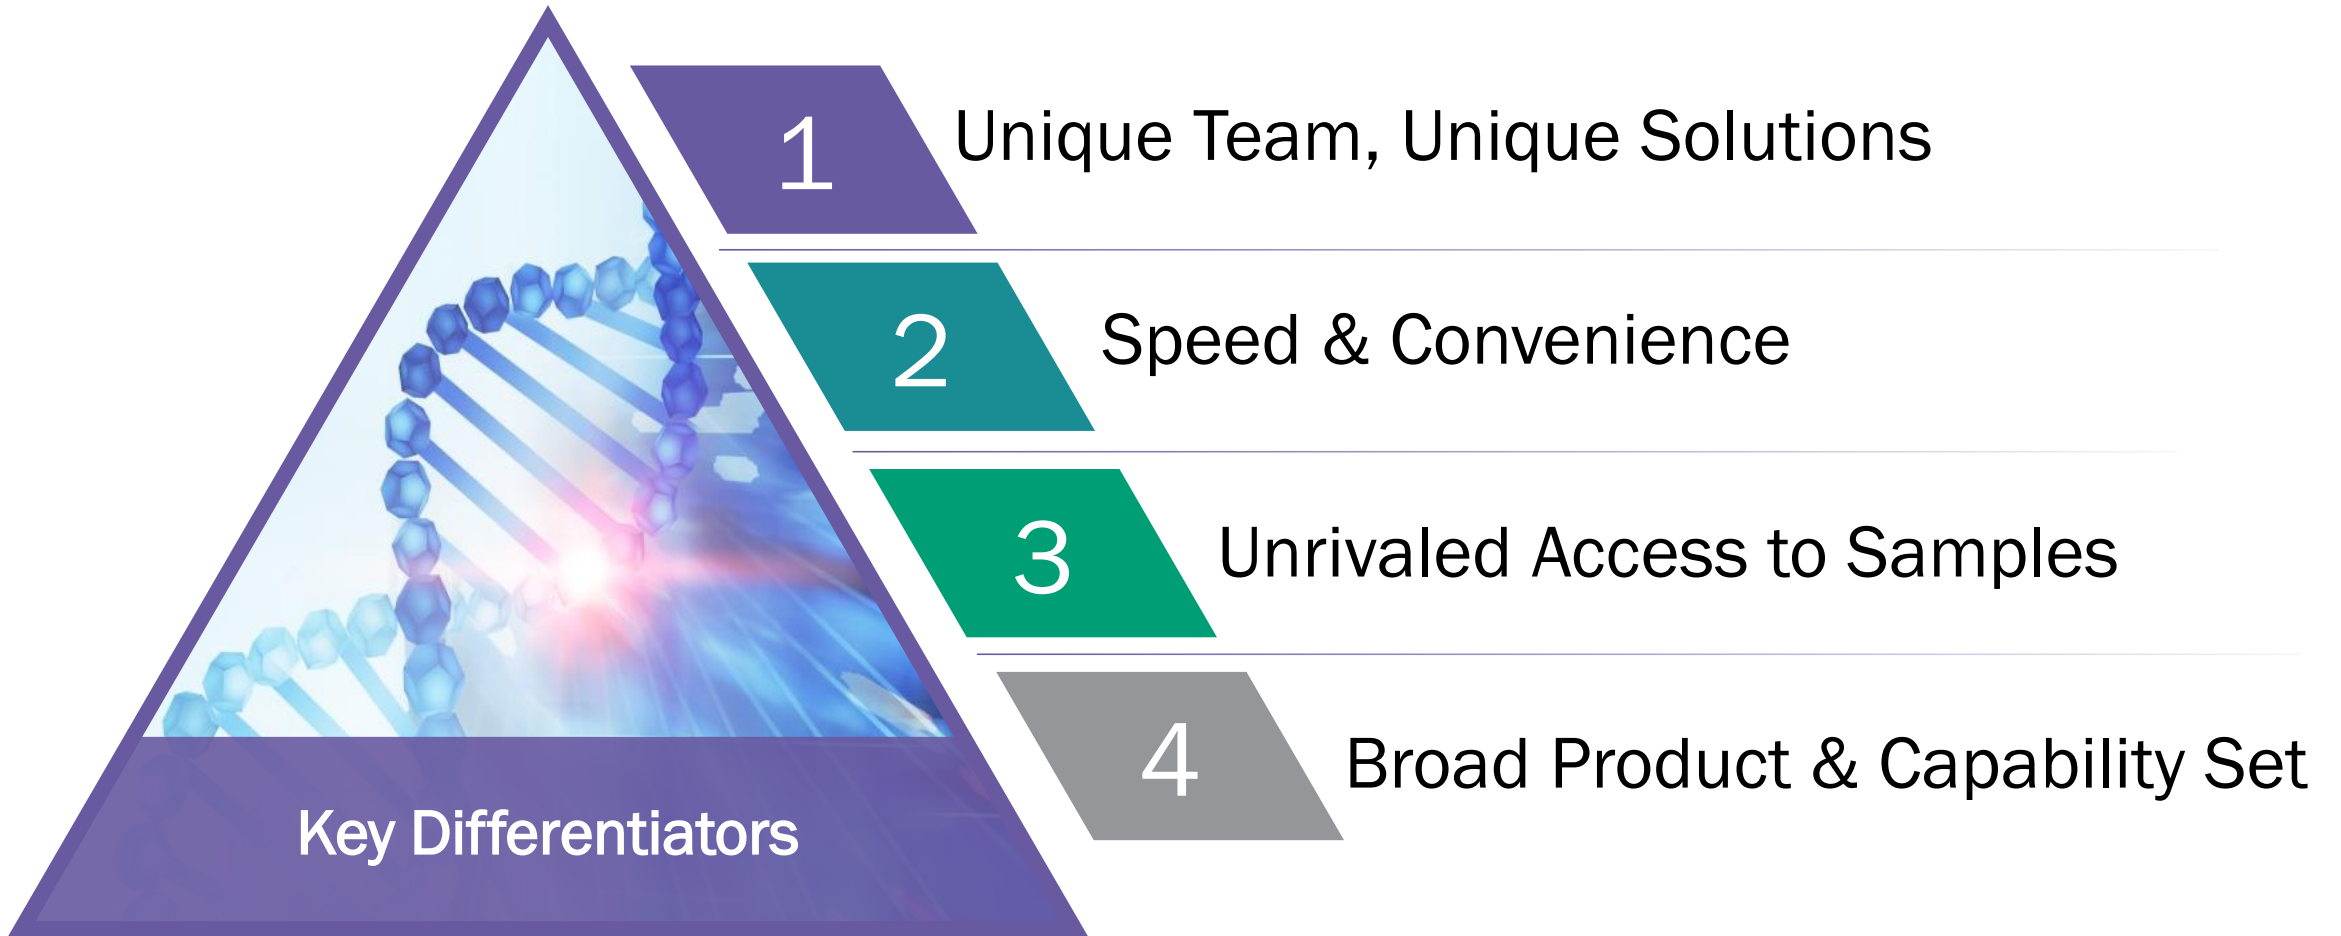 1
Unique Team, Unique Solutions
2
Speed & Convenience
3
Unrivaled Access to Samples
4
Broad Product & Capability Set
Key Differentiators